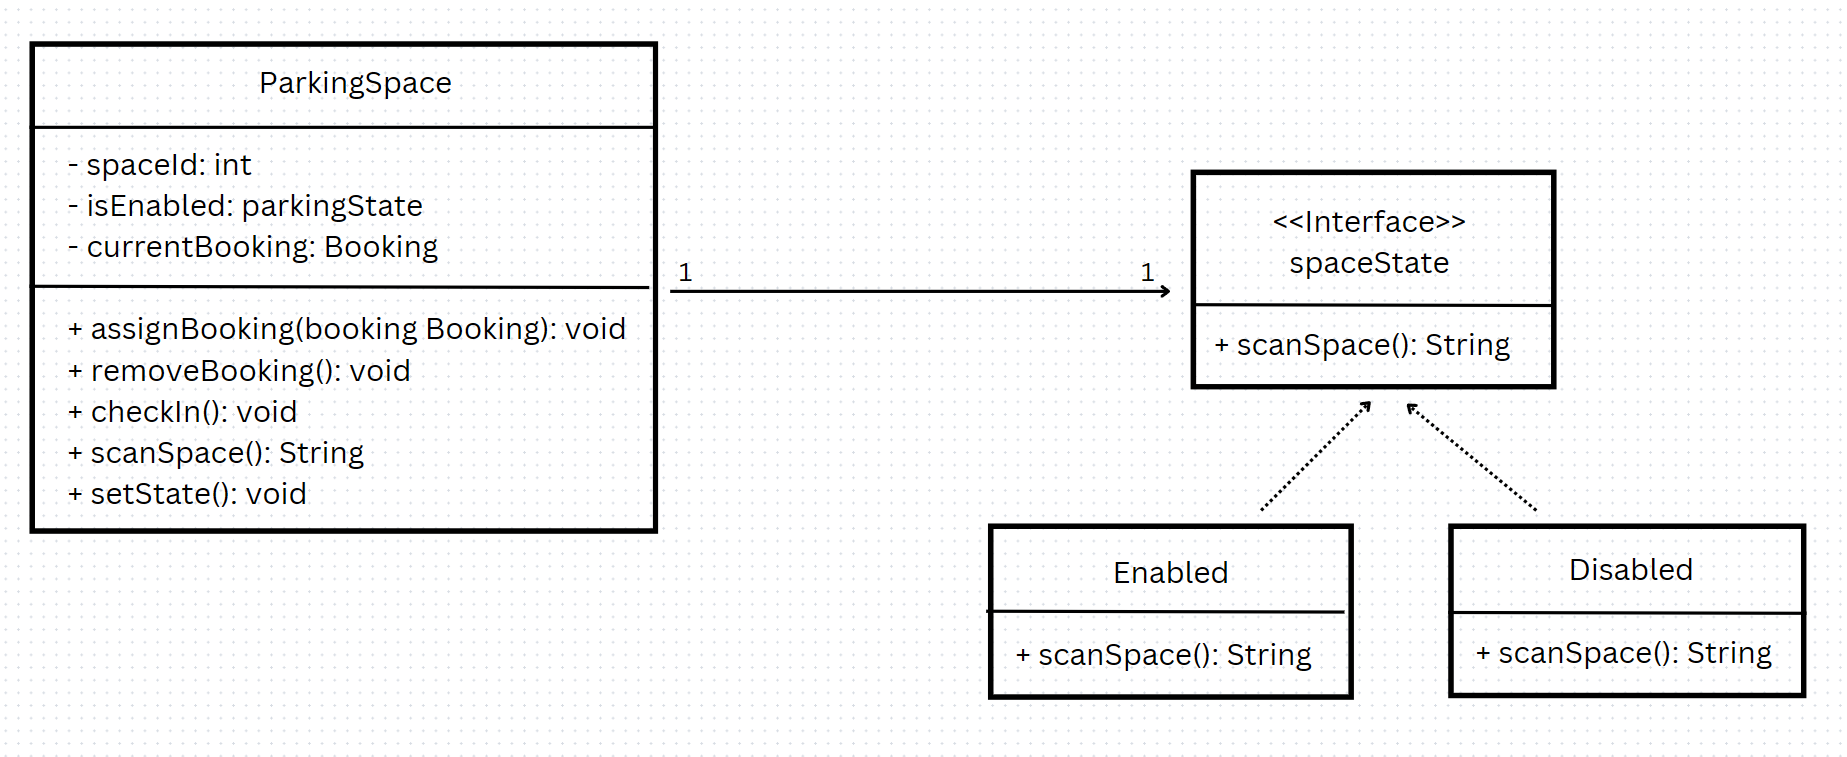 ParkingSpace
- spaceId: int
- isEnabled: parkingState
- currentBooking: Booking
+ assignBooking(booking Booking): void
+ removeBooking(): void
+ checkIn(): void
+ scanSpace(): String
+ setState(): void
1
1
<<Interface>>
spaceState
+ scanSpace(): String
Enabled
+ scanSpace(): String
Disabled
+ scanSpace(): String